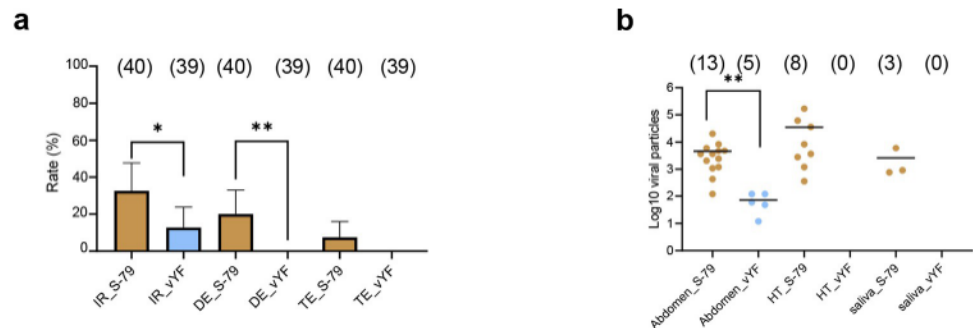 a
(40) (39) (40) (39) (40) (39)
100
80
60
40
20
0
Rate (%)
*
**
IR_S-79
IR_vYF
DE_S-79
DE_vYF
TE_S-79
TE_vYF
b
(13) (5) (8) (0) (3) (0)
**
6
5
4
3
2
1
0
Log10 viral particles
Abdomen_S-79
Abdomen_vYF
HT_S-79
HT_vYF
saliva_S-79
saliva_vYF